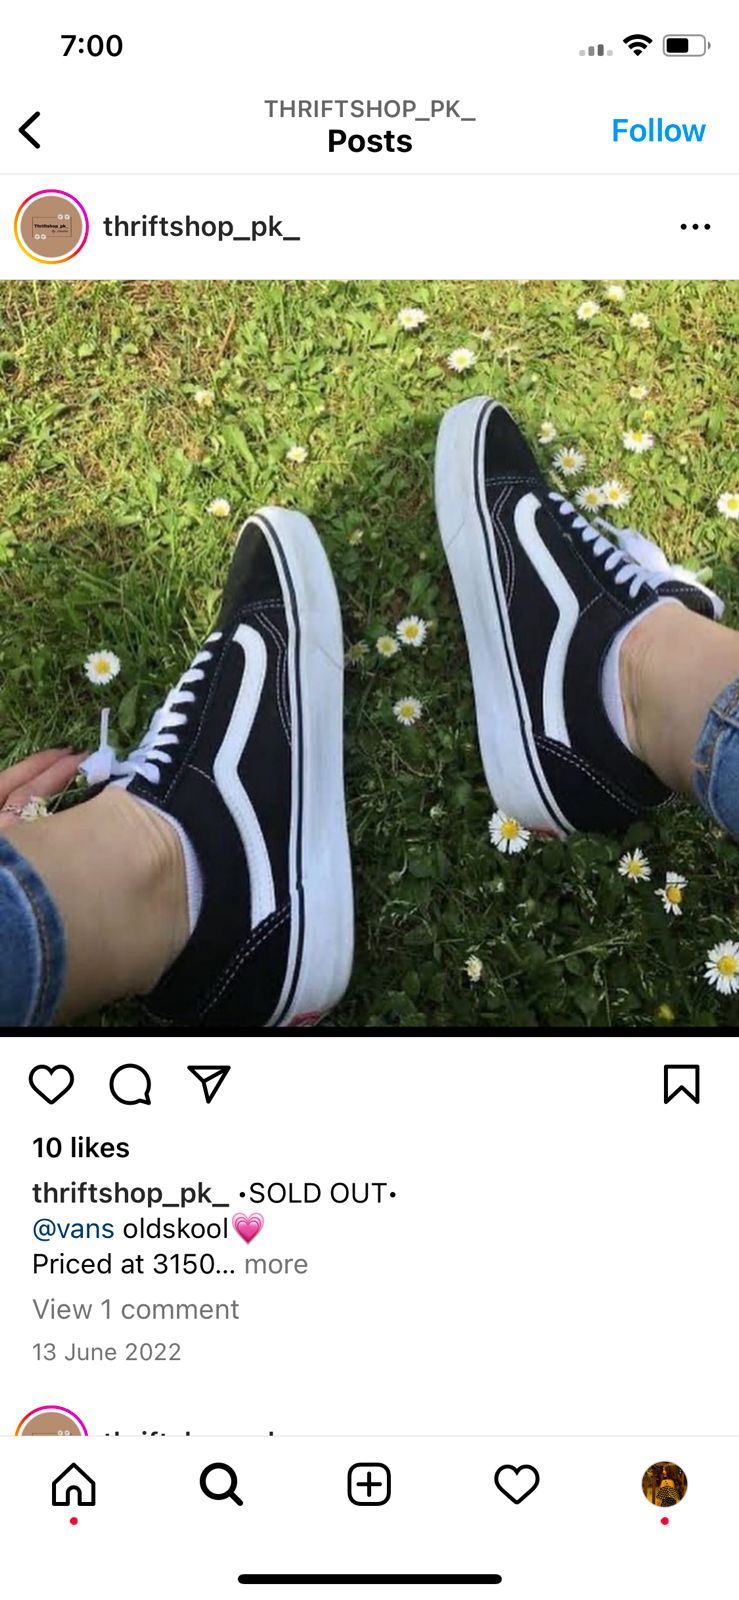 7:00
THRIFTSHOP_PK_
Posts
Follow
thriftshop_pk_
10 likes
thriftshop_pk_ •SOLD OUT•
@vans oldskool💗
Priced at 3150... more
View 1 comment
13 June 2022